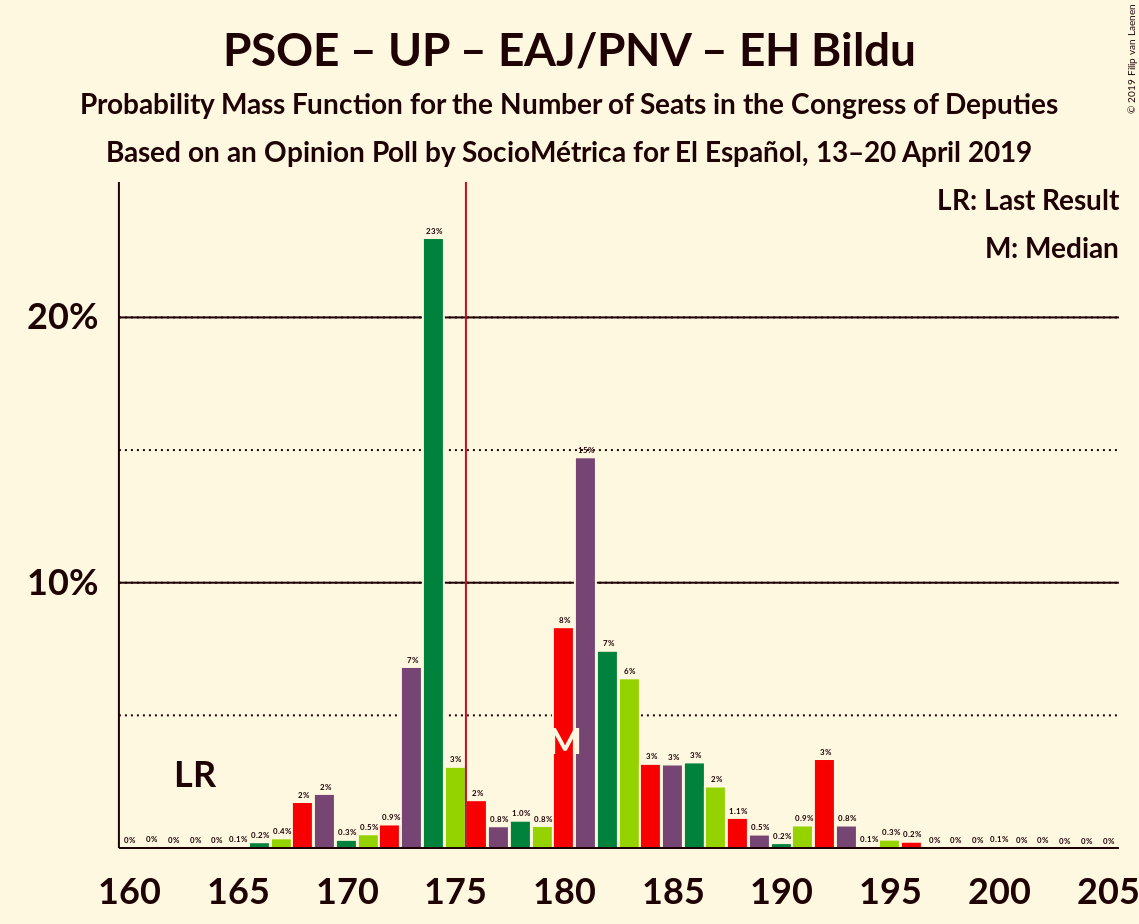 PSOE – UP – EAJ/PNV – EH Bildu
Probability Mass Function for the Number of Seats in the Congress of Deputies
Based on an Opinion Poll by SocioMétrica for El Español, 13–20 April 2019
© 2019 Filip van Laenen
LR: Last Result
M: Median
20%
10%
LR
M
0% 0% 0% 0% 0% 0.1% 0.2% 0.4% 2% 2% 0.3% 0.5% 0.9% 7% 23% 3% 2% 0.8% 1.0% 0.8% 8% 15% 7% 6% 3% 3% 3% 2% 1.1% 0.5% 0.2% 0.9% 3% 0.8% 0.1% 0.3% 0.2% 0% 0% 0% 0.1% 0% 0% 0% 0% 0%
160 165 170 175 180 185 190 195 200 205